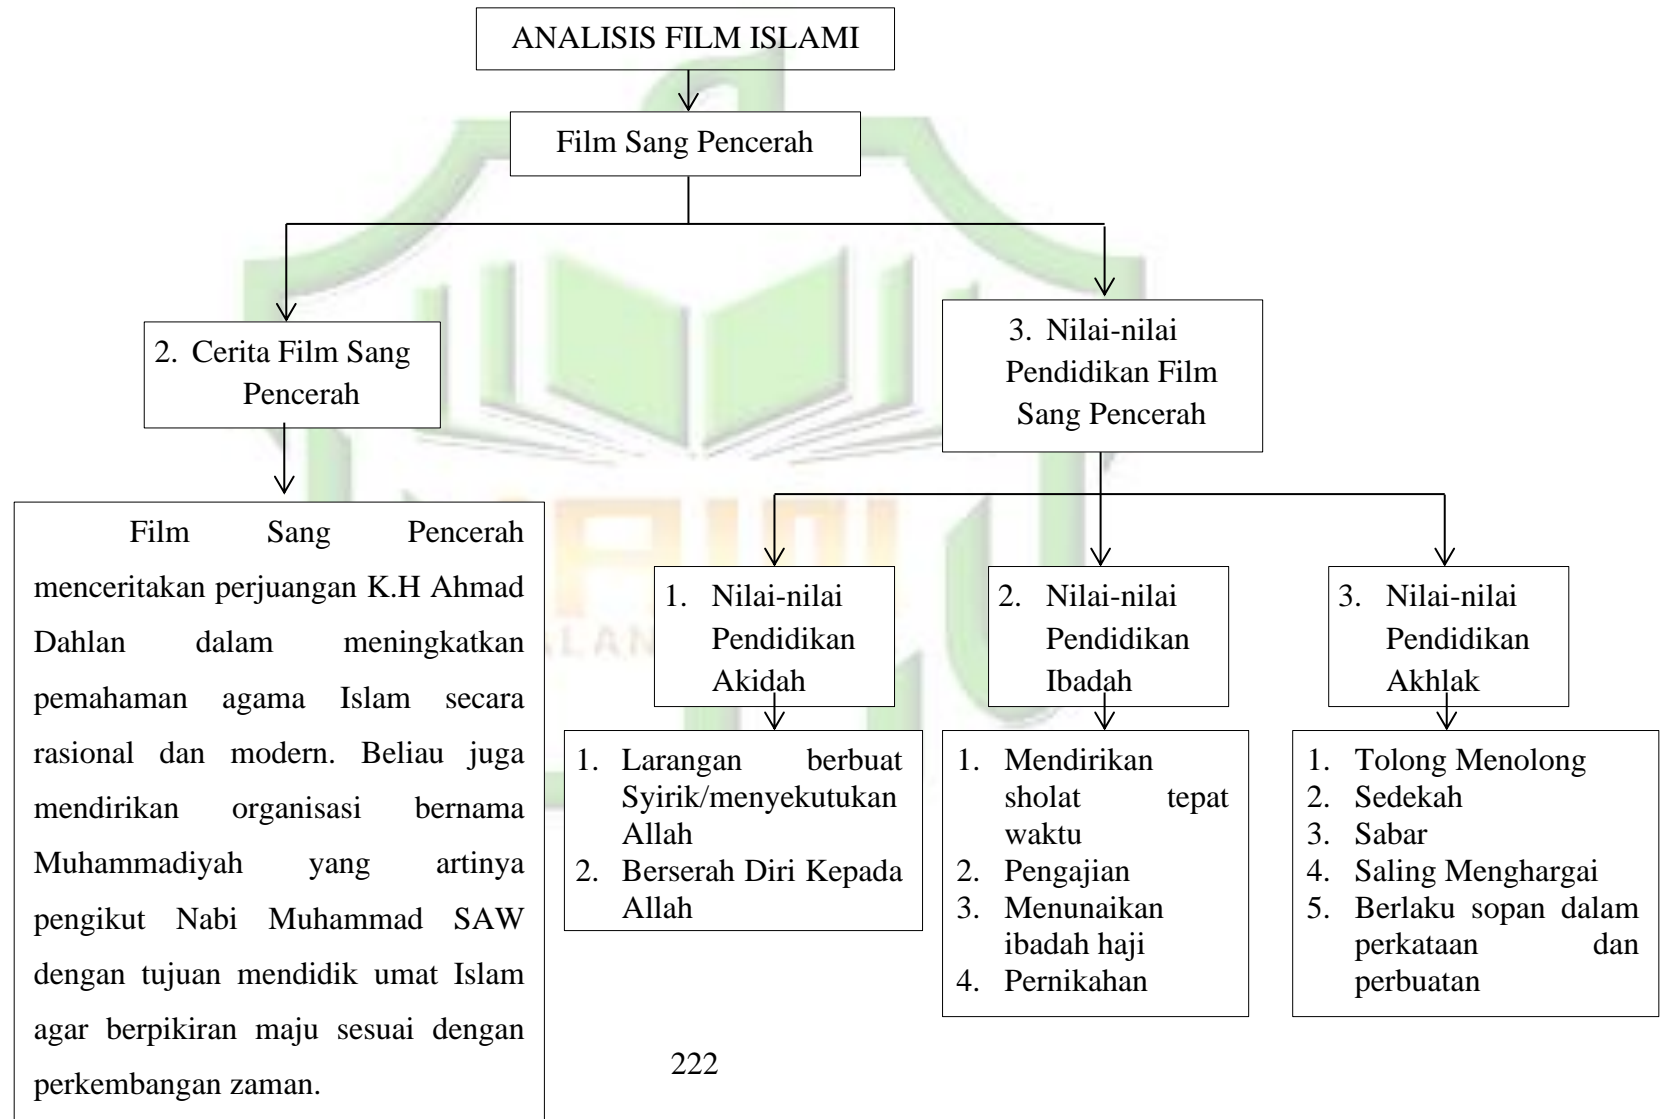 ANALISIS FILM ISLAMI
Film Sang Pencerah
2. Cerita Film Sang
Pencerah
3. Nilai-nilai
Pendidikan Film
Sang Pencerah
Film Sang Pencerah
menceritakan perjuangan K.H Ahmad
Dahlan dalam meningkatkan
pemahaman agama Islam secara
rasional dan modern. Beliau juga
mendirikan organisasi bernama
Muhammadiyah yang artinya
pengikut Nabi Muhammad SAW
dengan tujuan mendidik umat Islam
agar berpikiran maju sesuai dengan
perkembangan zaman.
1. Nilai-nilai
Pendidikan
Akidah
2. Nilai-nilai
Pendidikan
Ibadah
3. Nilai-nilai
Pendidikan
Akhlak
1. Larangan berbuat
Syirik/menyekutukan
Allah
2. Berserah Diri Kepada
Allah
1. Mendirikan
sholat tepat
waktu
2. Pengajian
3. Menunaikan
ibadah haji
4. Pernikahan
1. Tolong Menolong
2. Sedekah
3. Sabar
4. Saling Menghargai
5. Berlaku sopan dalam
perkataan dan
perbuatan
222